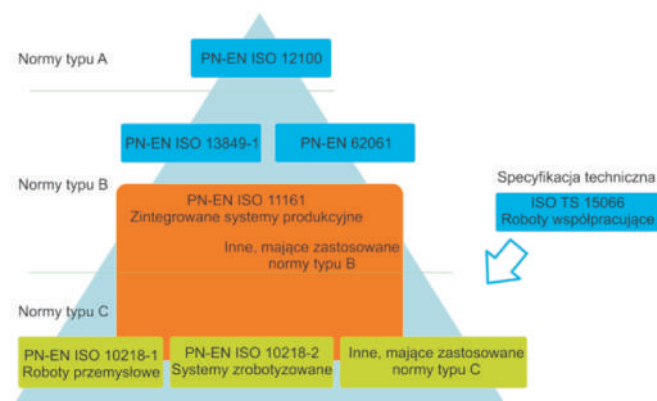 Normy typu A
PN-EN ISO 12100
PN-EN ISO 13849-1
PN-EN 62061
Normy typu B
PN-EN ISO 11161
Zintegrowane systemy produkcyjne
Inne, mające zastosowane
normy typu B
Specyfikacja techniczna
ISO TS 15066
Roboty współpracujące
Normy typu C
PN-EN ISO 10218-1
Roboty przemysłowe
PN-EN ISO 10218-2
Systemy zrobotyzowane
Inne, mające zastosowane
normy typu C